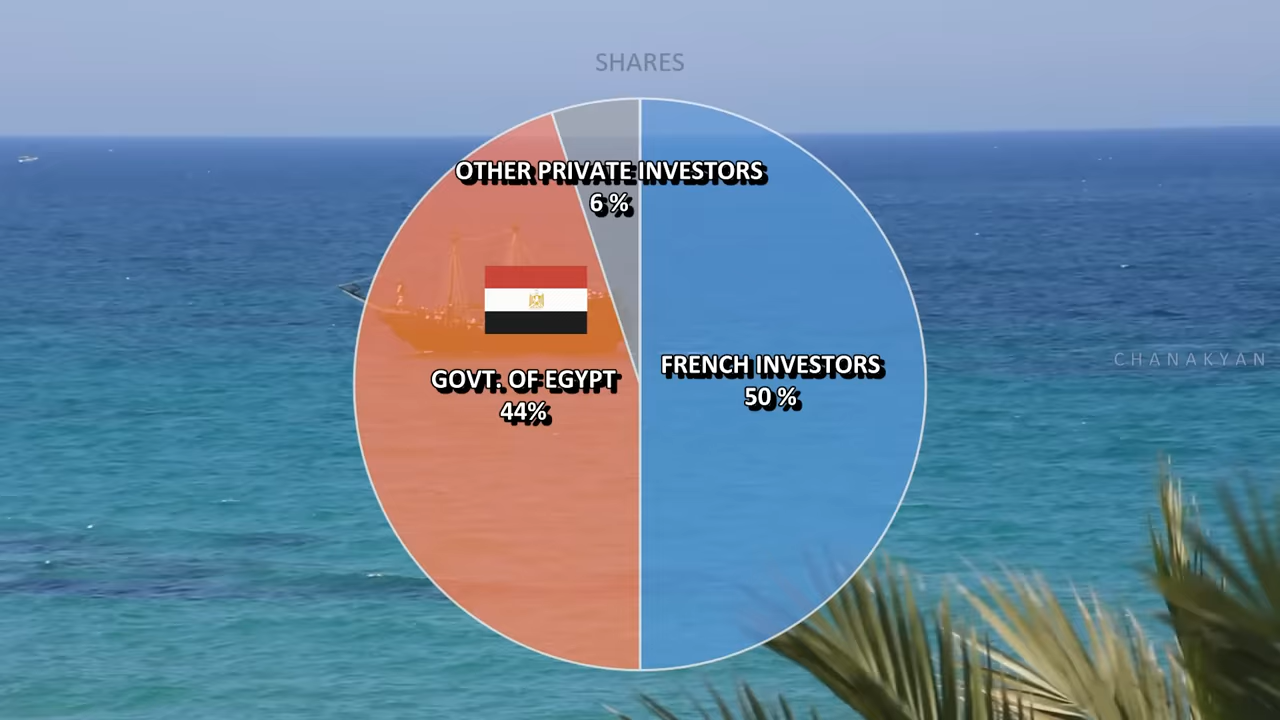 SHARES
OTHER PRIVATE INVESTORS
6 %
FRENCH INVESTORS
50 %
GOVT. OF EGYPT
44%
CHANAKYAN